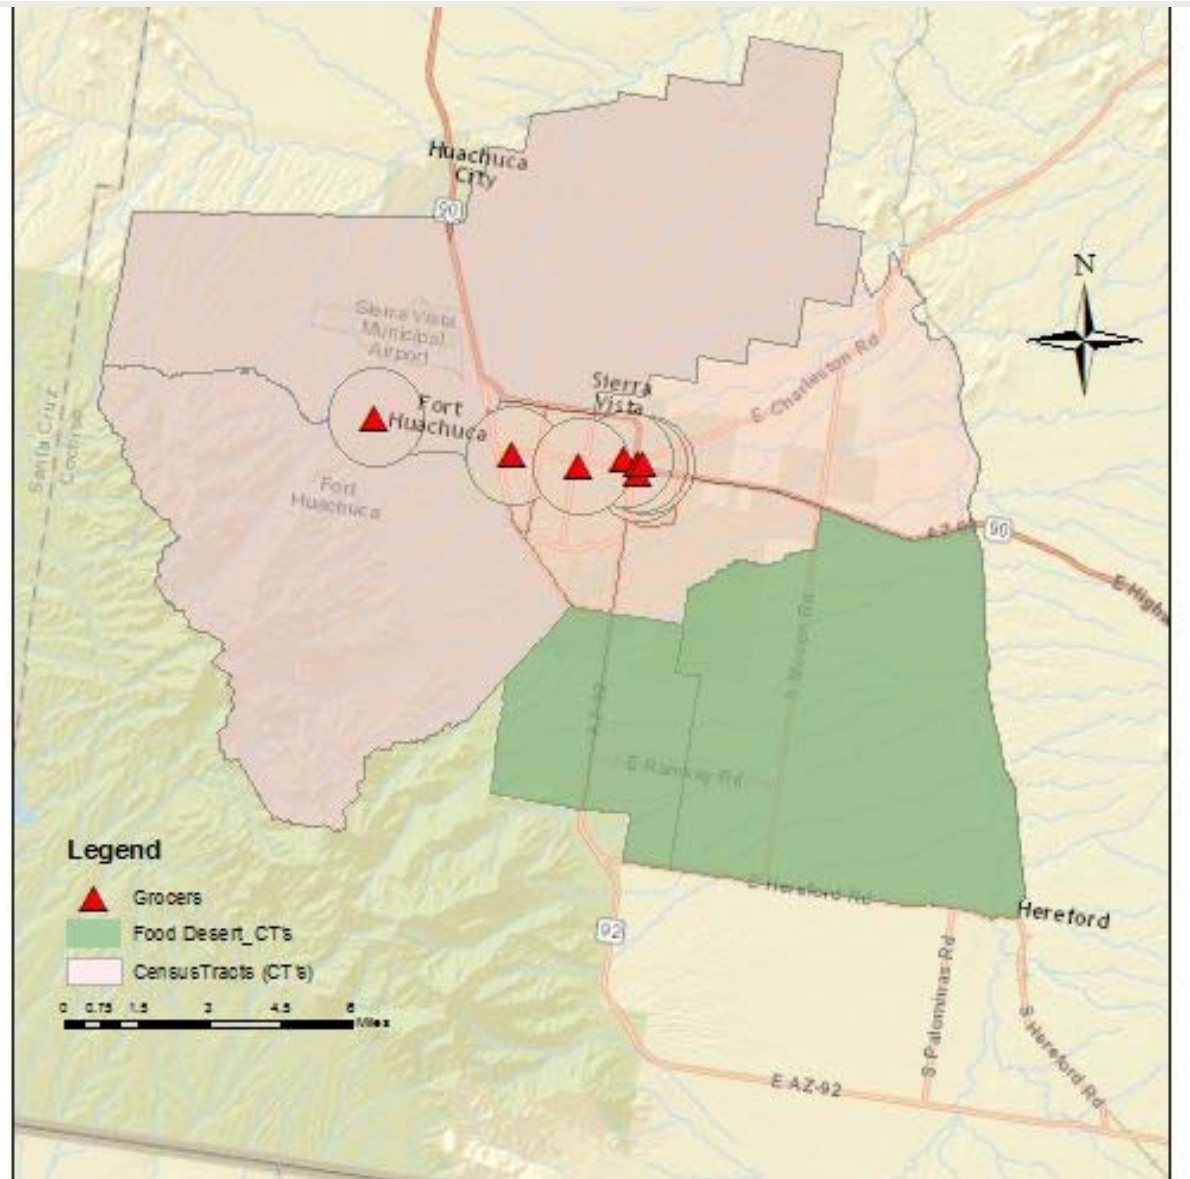 Huachuca
City
90
N
Sierra Vista
Municipal
Airport
E Charleston Rd
Sierra
Vista
Fort
Huachuca
Santa Cruz
Cochise
Fort
Huachuca
90
S Moson Rd
E Ramsey Rd
E Hereford Rd
Hereford
92
S Palominas Rd
S Hereford Rd
E AZ-92
Legend
Grocers
Food Desert_CT's
CensusTracts (CT's)
0 0.75 1.5 3 4.5 6
Miles